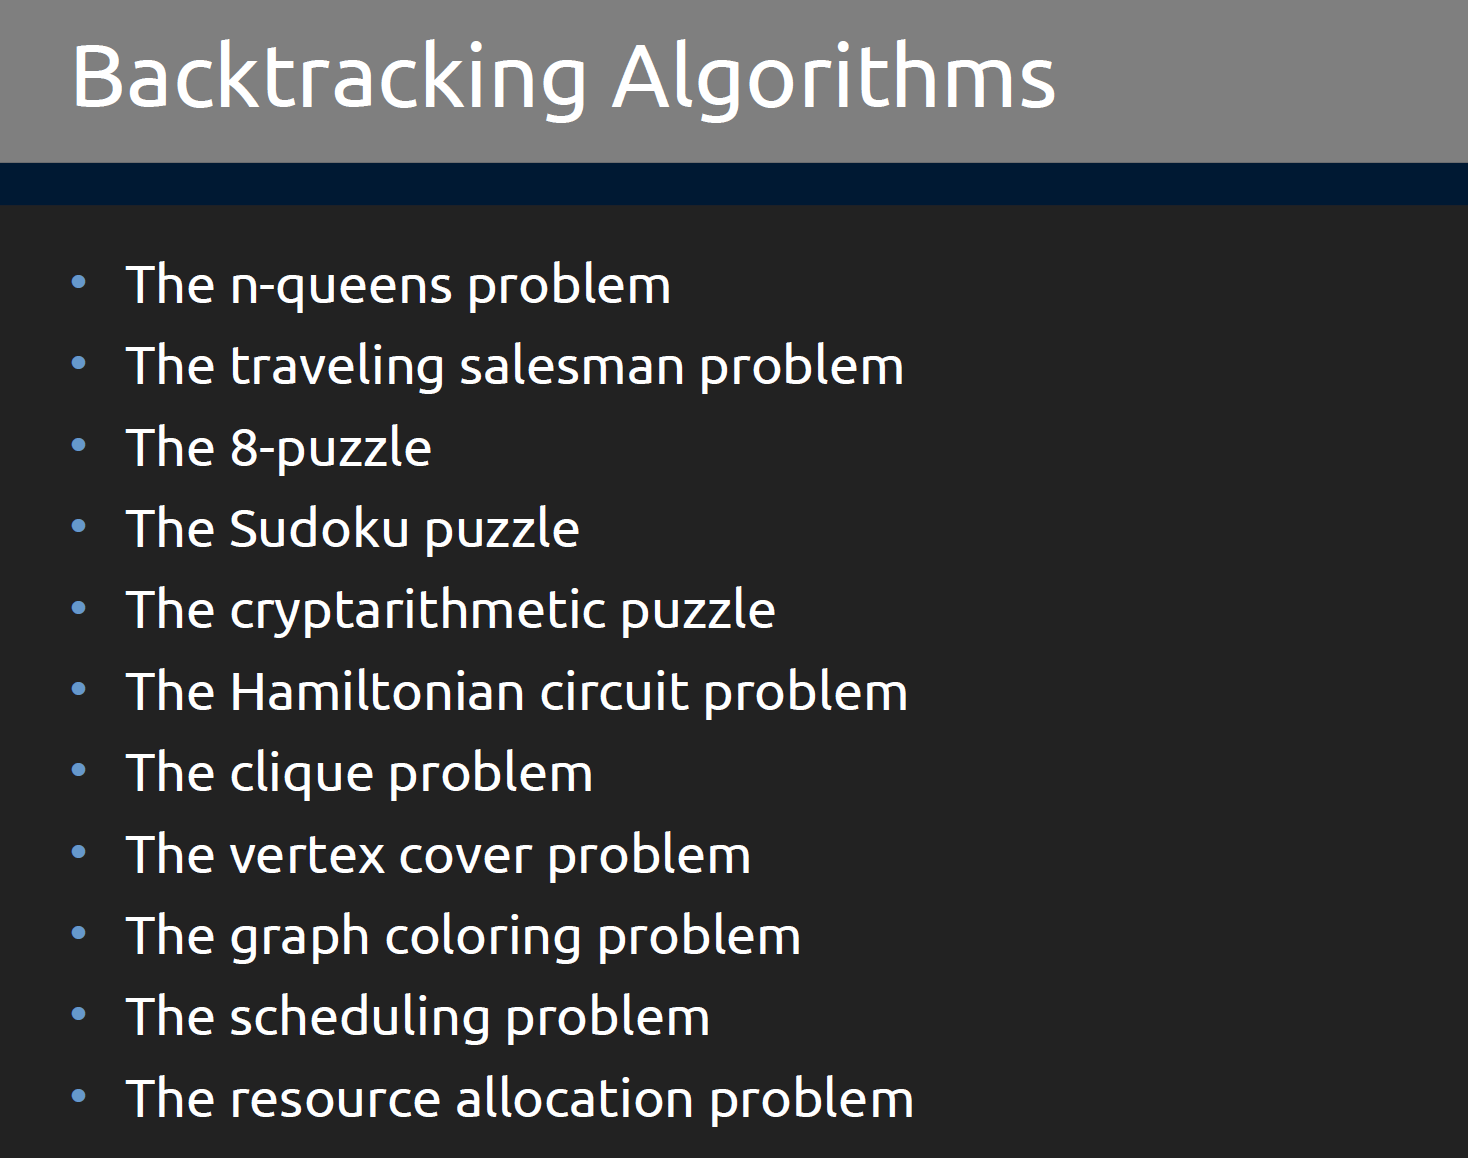 Backtracking Algorithms
• The n-queens problem
• The traveling salesman problem
• The 8-puzzle
• The Sudoku puzzle
• The cryptarithmetic puzzle
• The Hamiltonian circuit problem
• The clique problem
• The vertex cover problem
• The graph coloring problem
• The scheduling problem
• The resource allocation problem